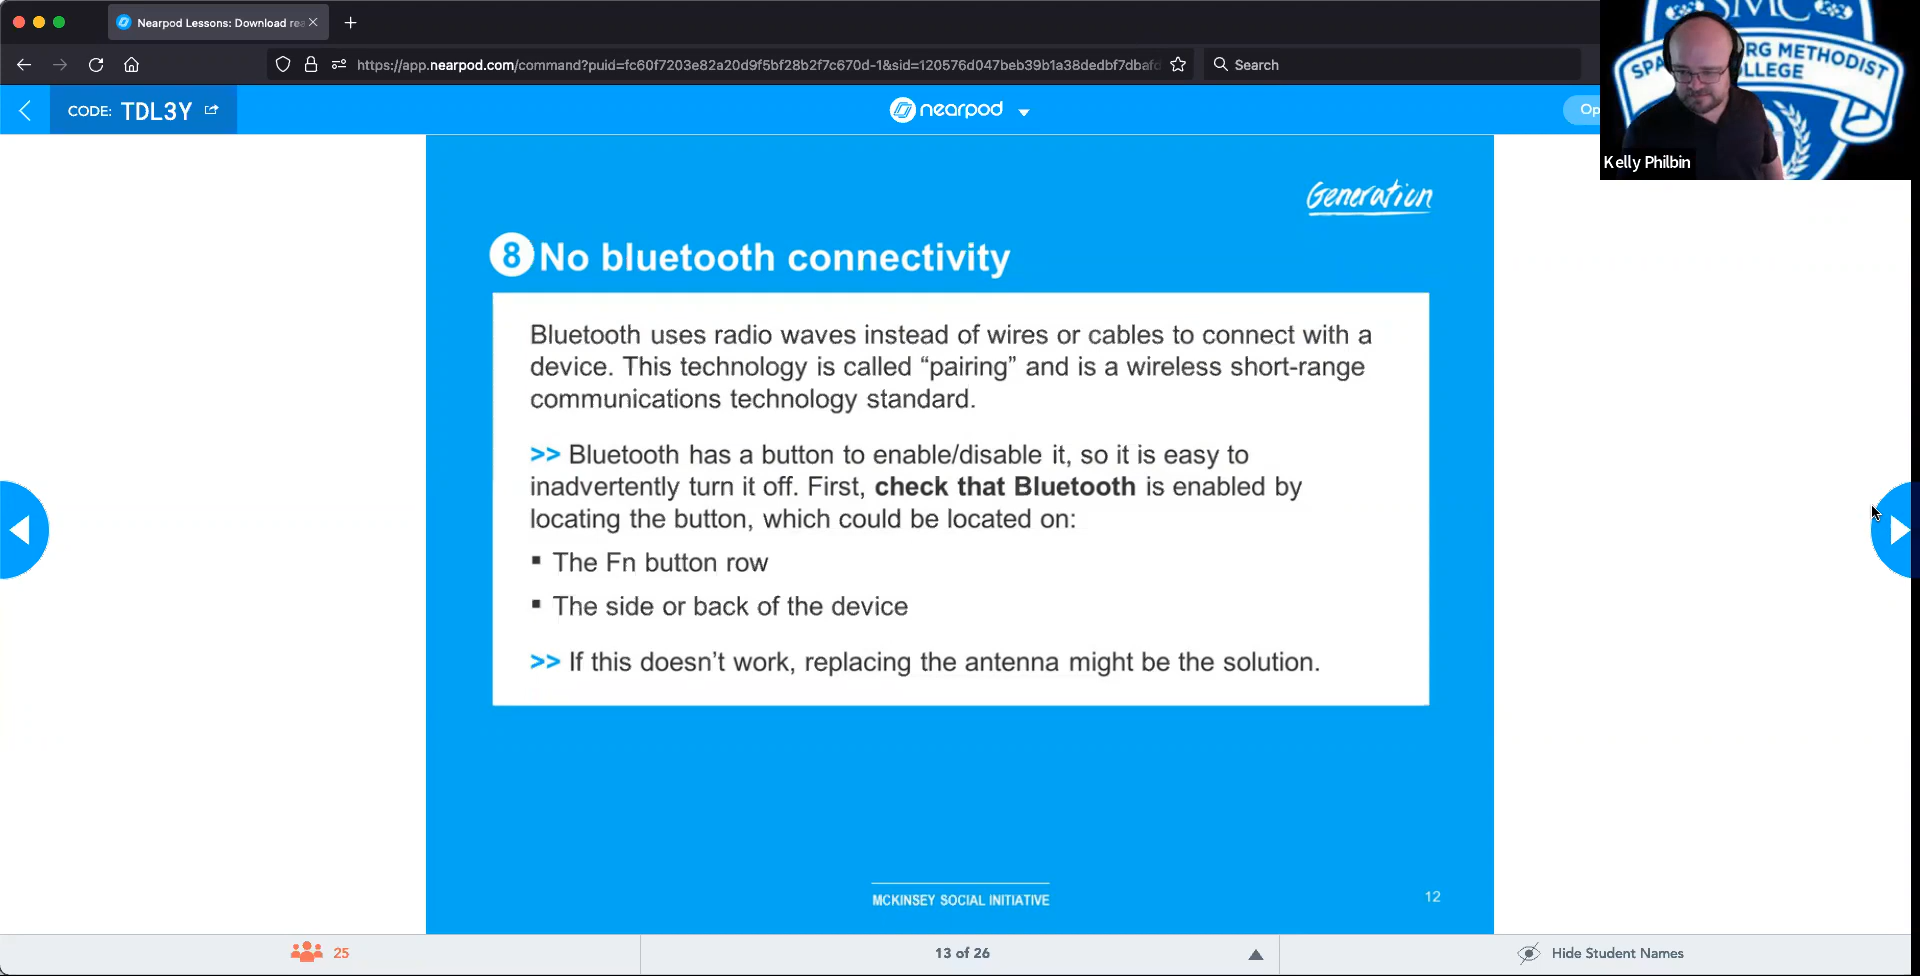 Nearpod Lessons: Download rea
https://app.nearpod.com/command?puid=fc60f7203e82a20d9f5bf28b2f7c670d-1&sid=120576d047beb39b1a38dedbf7dbafd
Search
SMC
METHODIST
CODE: TDL3Y
nearpod
Op
Kelly Philbin
Generation
8 No bluetooth connectivity
Bluetooth uses radio waves instead of wires or cables to connect with a
device. This technology is called “pairing” and is a wireless short-range
communications technology standard.
>> Bluetooth has a button to enable/disable it, so it is easy to
inadvertently turn it off. First, check that Bluetooth is enabled by
locating the button, which could be located on:
▪ The Fn button row
▪ The side or back of the device
>> If this doesn’t work, replacing the antenna might be the solution.
MCKINSEY SOCIAL INITIATIVE
12
25
13 of 26
Hide Student Names